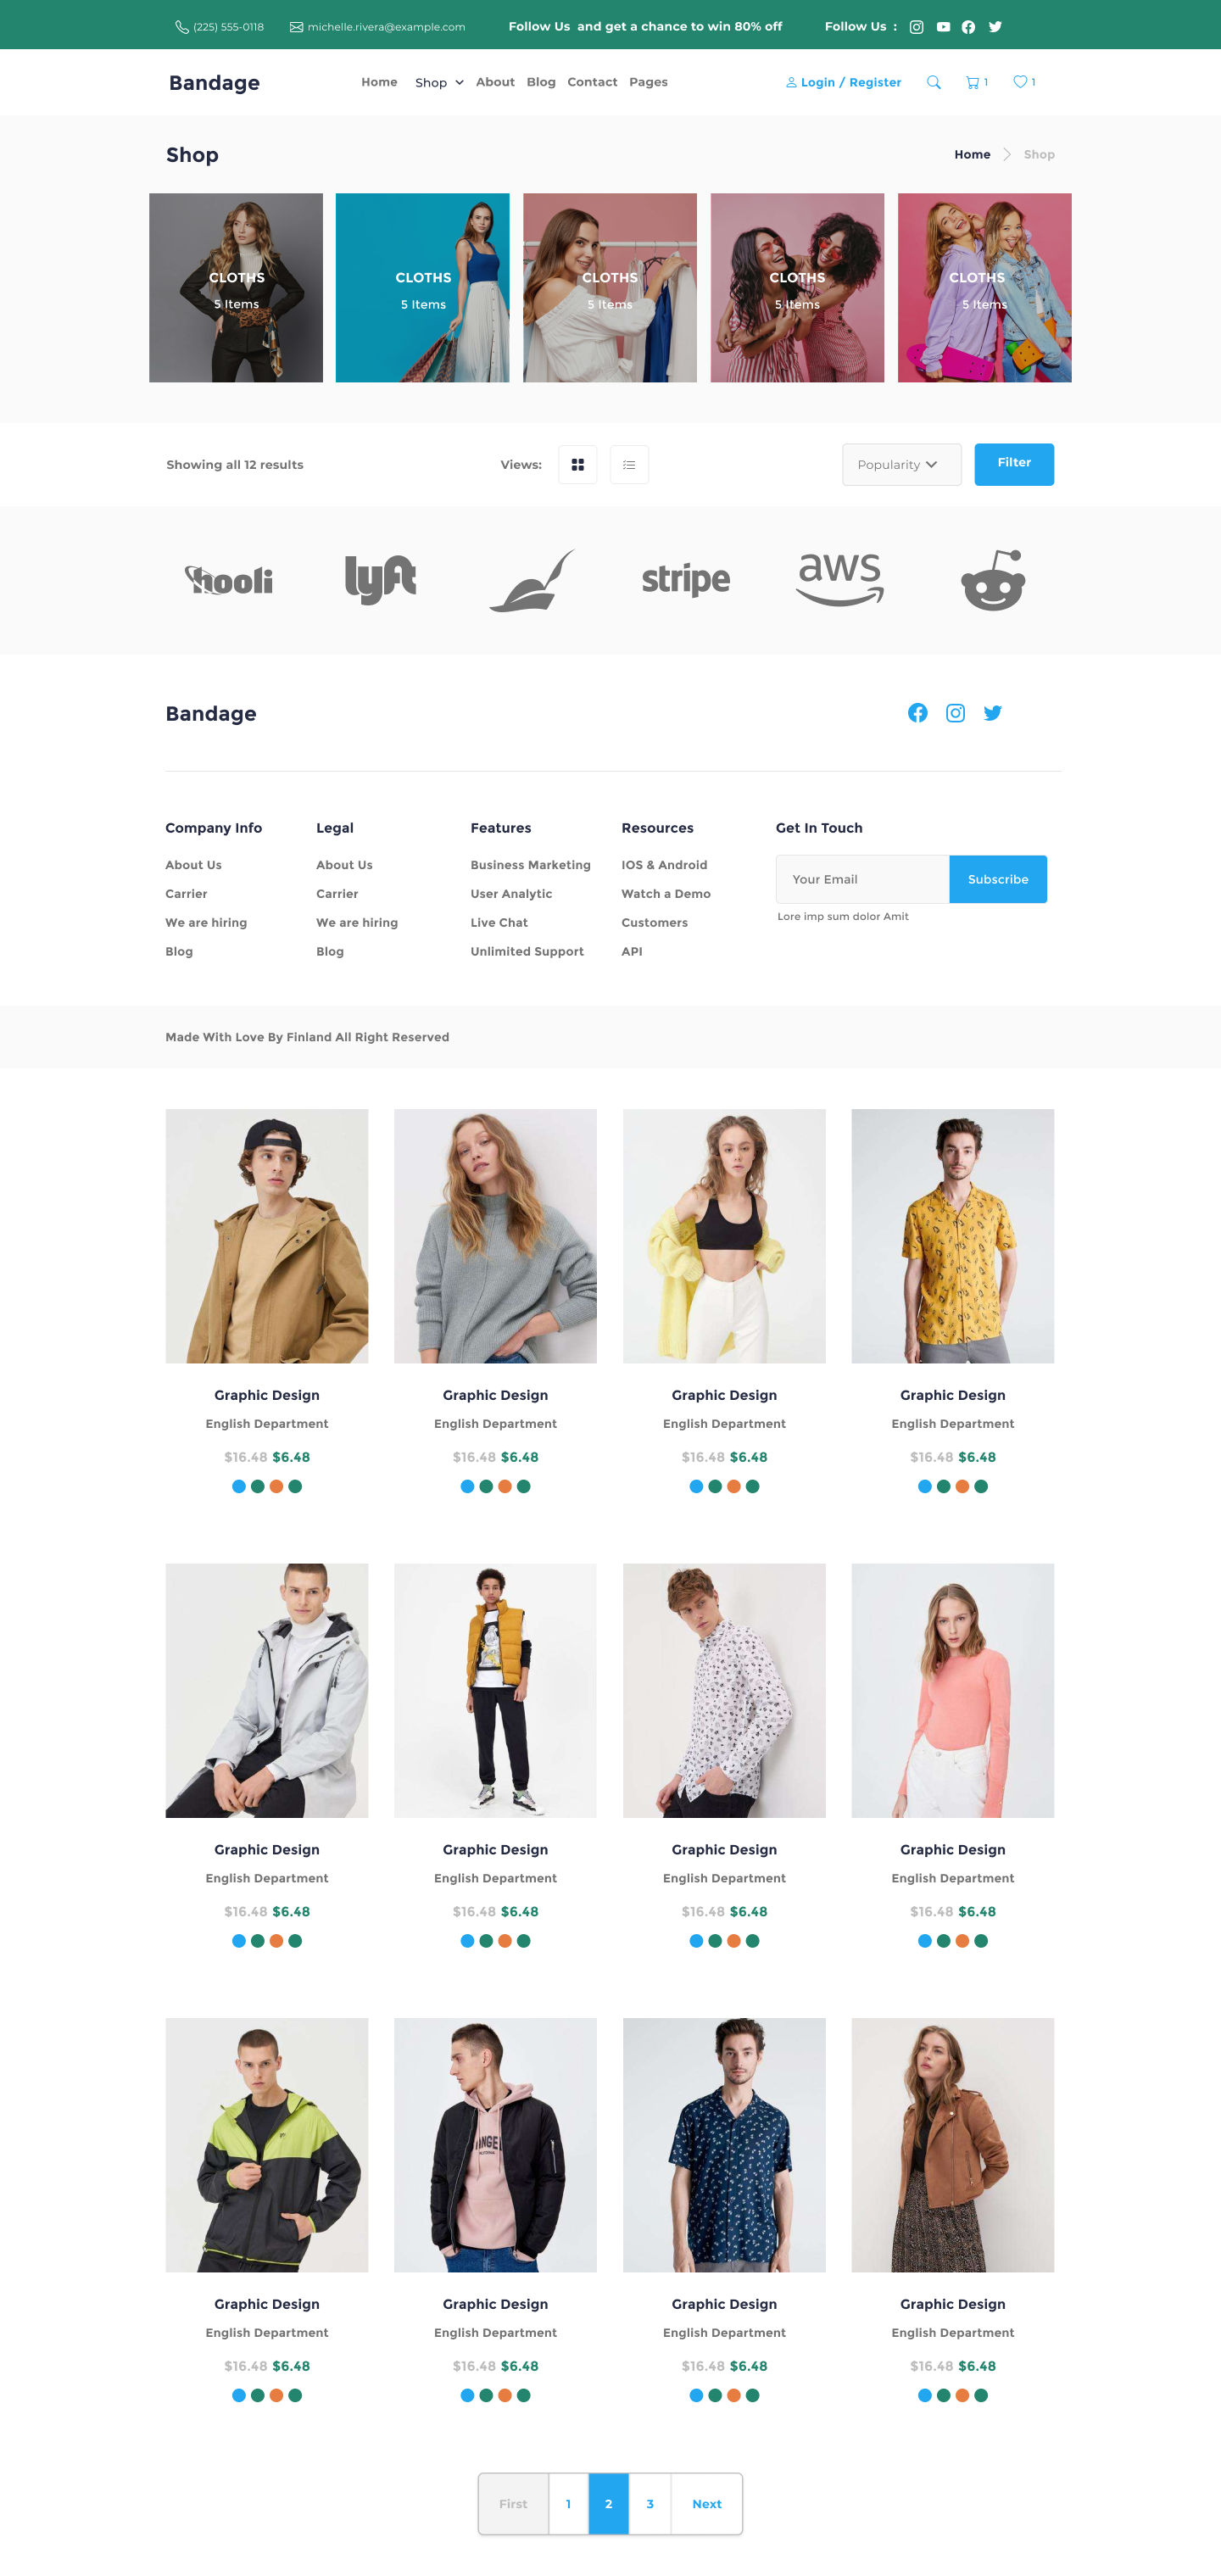 (225) 555-0118 michelle.rivera@example.com Follow Us and get a chance to win 80% off Follow Us :
Bandage Home Shop About Blog Contact Pages Login / Register 1 1
Shop Home Shop
CLOTHS CLOTHS CLOTHS CLOTHS CLOTHS
5 Items 5 Items 5 Items 5 Items 5 Items
Showing all 12 results Views: Popularity Filter
hooli lyft stripe aws
Bandage
Company Info Legal Features Resources Get In Touch
About Us About Us Business Marketing IOS & Android Your Email Subscribe
Carrier Carrier User Analytic Watch a Demo
We are hiring We are hiring Live Chat Customers Lore imp sum dolor Amit
Blog Blog Unlimited Support API
Made With Love By Finland All Right Reserved
Graphic Design Graphic Design Graphic Design Graphic Design
English Department English Department English Department English Department
$16.48 $6.48 $16.48 $6.48 $16.48 $6.48 $16.48 $6.48
Graphic Design Graphic Design Graphic Design Graphic Design
English Department English Department English Department English Department
$16.48 $6.48 $16.48 $6.48 $16.48 $6.48 $16.48 $6.48
Graphic Design Graphic Design Graphic Design Graphic Design
English Department English Department English Department English Department
$16.48 $6.48 $16.48 $6.48 $16.48 $6.48 $16.48 $6.48
First 1 2 3 Next